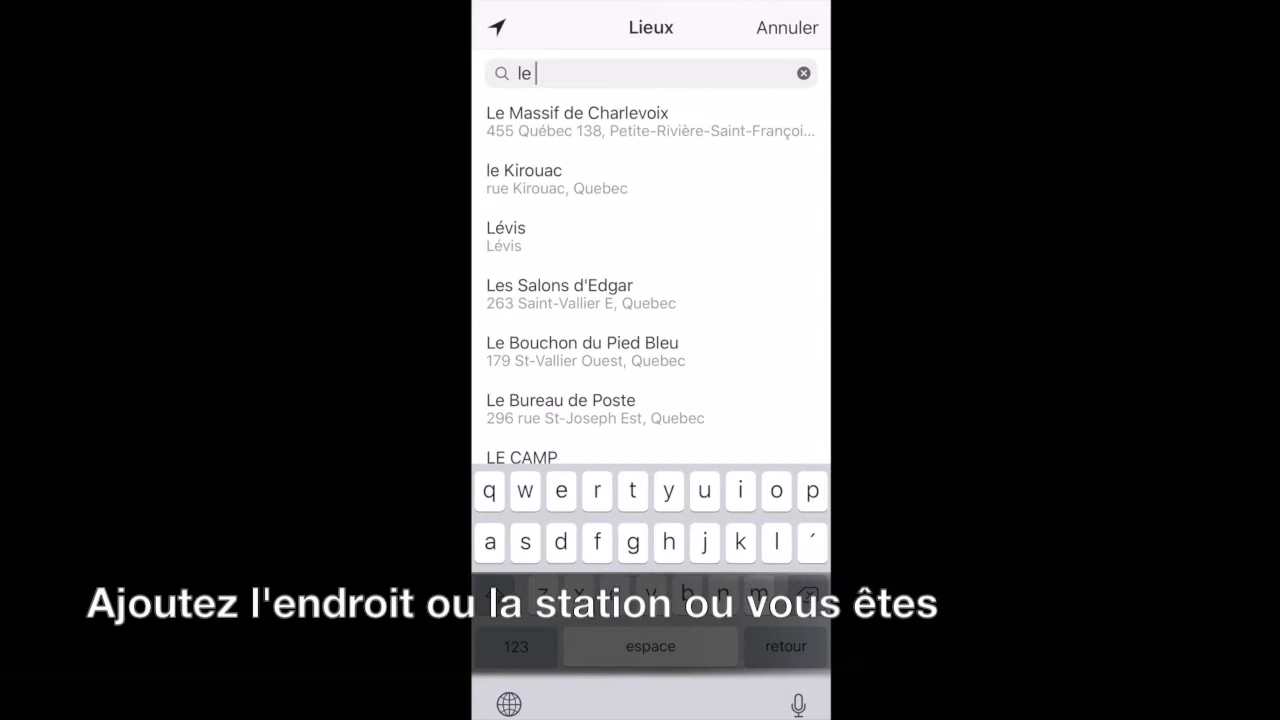 Lieux
Annuler
le
Le Massif de Charlevoix
455 Québec 138, Petite-Rivière-Saint-Françoi...
le Kirouac
rue Kirouac, Quebec
Lévis
Lévis
Les Salons d'Edgar
263 Saint-Vallier E, Quebec
Le Bouchon du Pied Bleu
179 St-Vallier Ouest, Quebec
Le Bureau de Poste
296 rue St-Joseph Est, Quebec
LE CAMP
q w e r t y u i o p
a s d f g h j k l ´
z x c v b n m
Ajoutez l'endroit ou la station ou vous êtes
123 espace retour